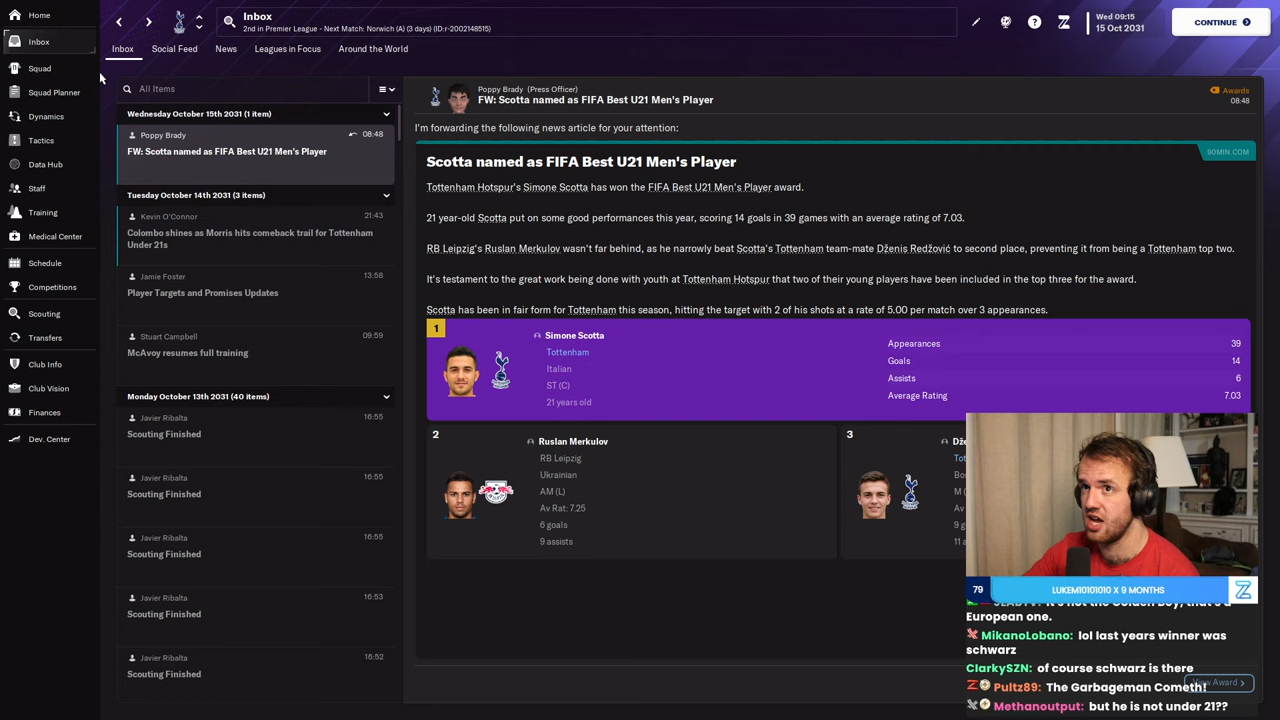 Home
Inbox
Squad
Squad Planner
Dynamics
Tactics
Data Hub
Staff
Training
Medical Center
Schedule
Competitions
Scouting
Transfers
Club Info
Club Vision
Finances
Dev. Center
Inbox
2nd in Premier League - Next Match: Norwich (A) (3 days) (ID:r-2002148515)
Wed 09:15
15 Oct 2031
CONTINUE
Inbox
Social Feed
News
Leagues in Focus
Around the World
All Items
Wednesday October 15th 2031 (1 item)
Poppy Brady
08:48
FW: Scotta named as FIFA Best U21 Men's Player
Tuesday October 14th 2031 (3 items)
Kevin O'Connor
21:43
Colombo shines as Morris hits comeback trail for Tottenham
Under 21s
Jamie Foster
13:58
Player Targets and Promises Updates
Stuart Campbell
09:59
McAvoy resumes full training
Monday October 13th 2031 (40 items)
Javier Ribalta
16:55
Scouting Finished
Javier Ribalta
16:55
Scouting Finished
Javier Ribalta
16:55
Scouting Finished
Javier Ribalta
16:53
Scouting Finished
Javier Ribalta
16:52
Scouting Finished
Poppy Brady (Press Officer)
FW: Scotta named as FIFA Best U21 Men's Player
Awards
08:48
I'm forwarding the following news article for your attention:
90MIN.COM
Scotta named as FIFA Best U21 Men's Player
Tottenham Hotspur's Simone Scotta has won the FIFA Best U21 Men's Player award.
21 year-old Scotta put on some good performances this year, scoring 14 goals in 39 games with an average rating of 7.03.
RB Leipzig's Ruslan Merkulov wasn't far behind, as he narrowly beat Scotta's Tottenham team-mate Dženis Redžović to second place, preventing it from being a Tottenham top two.
It's testament to the great work being done with youth at Tottenham Hotspur that two of their young players have been included in the top three for the award.
Scotta has been in fair form for Tottenham this season, hitting the target with 2 of his shots at a rate of 5.00 per match over 3 appearances.
1
Simone Scotta
Tottenham
Italian
ST (C)
21 years old
Appearances 39
Goals 14
Assists 6
Average Rating 7.03
2
Ruslan Merkulov
RB Leipzig
Ukrainian
AM (L)
Av Rat: 7.25
6 goals
9 assists
3
Dže
Tot
Bo
M (
Av
9 g
11 a
79
LUKEM10101010 X 9 MONTHS
it's not the Golden Boy, that's a
European one.
MikanoLobano: lol last years winner was
schwarz
ClarkySZN: of course schwarz is there
Pultz89: The Garbageman Cometh!
View Award
Methanoutput: but he is not under 21??